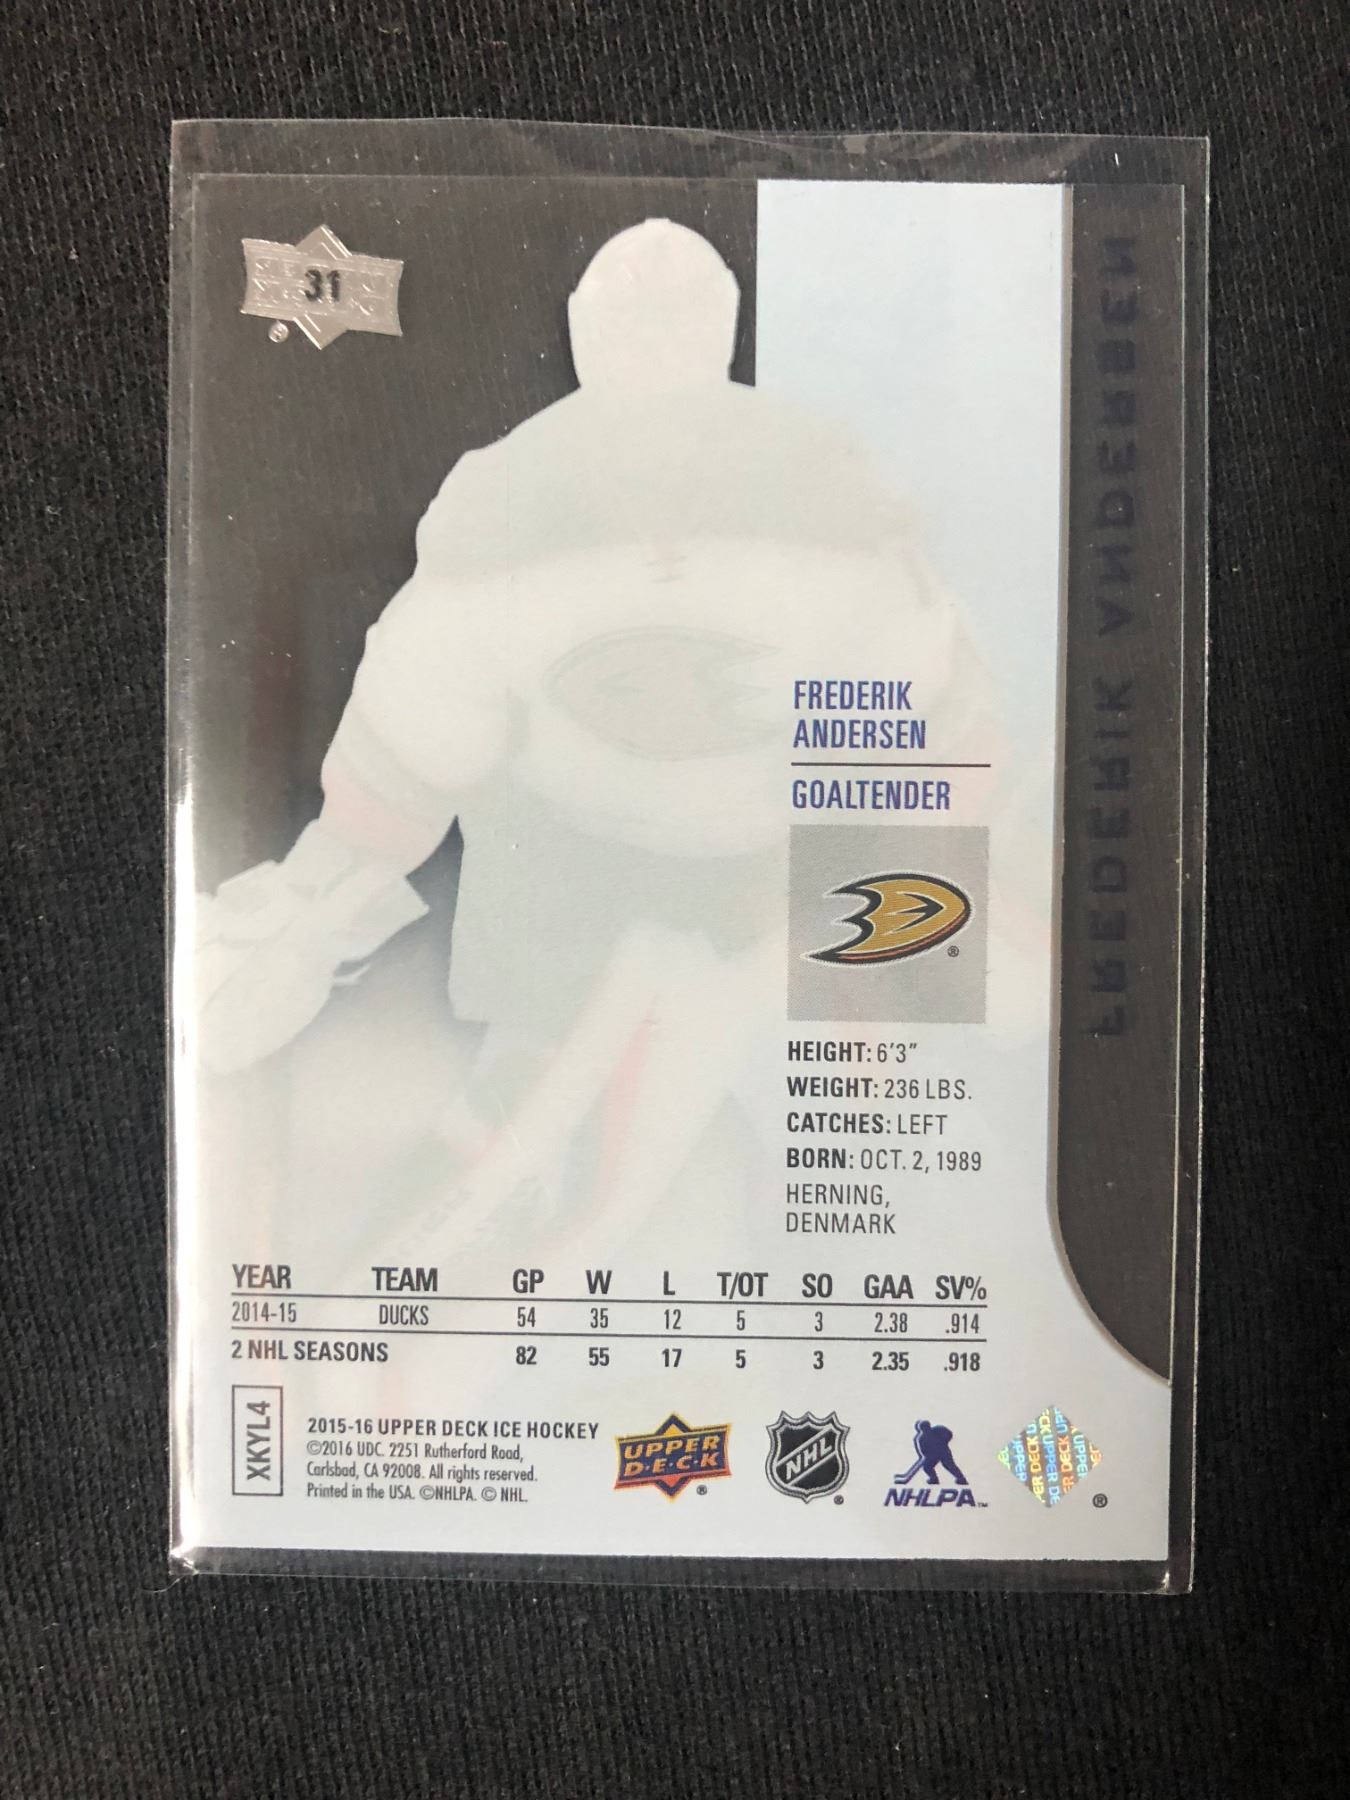 31
FREDERIK ANDERSEN
FREDERIK
ANDERSEN
GOALTENDER
®
HEIGHT: 6'3"
WEIGHT: 236 LBS.
CATCHES: LEFT
BORN: OCT. 2, 1989
HERNING,
DENMARK
YEAR TEAM GP W L T/OT SO GAA SV%
2014-15 DUCKS 54 35 12 5 3 2.38 .914
2 NHL SEASONS 82 55 17 5 3 2.35 .918
XKYL4
2015-16 UPPER DECK ICE HOCKEY
©2016 UDC. 2251 Rutherford Road,
Carlsbad, CA 92008. All rights reserved.
Printed in the USA. ©NHLPA. © NHL.
UPPER
D·E·C·K
®
NHL
®
NHLPA™
UPPER DECK
®